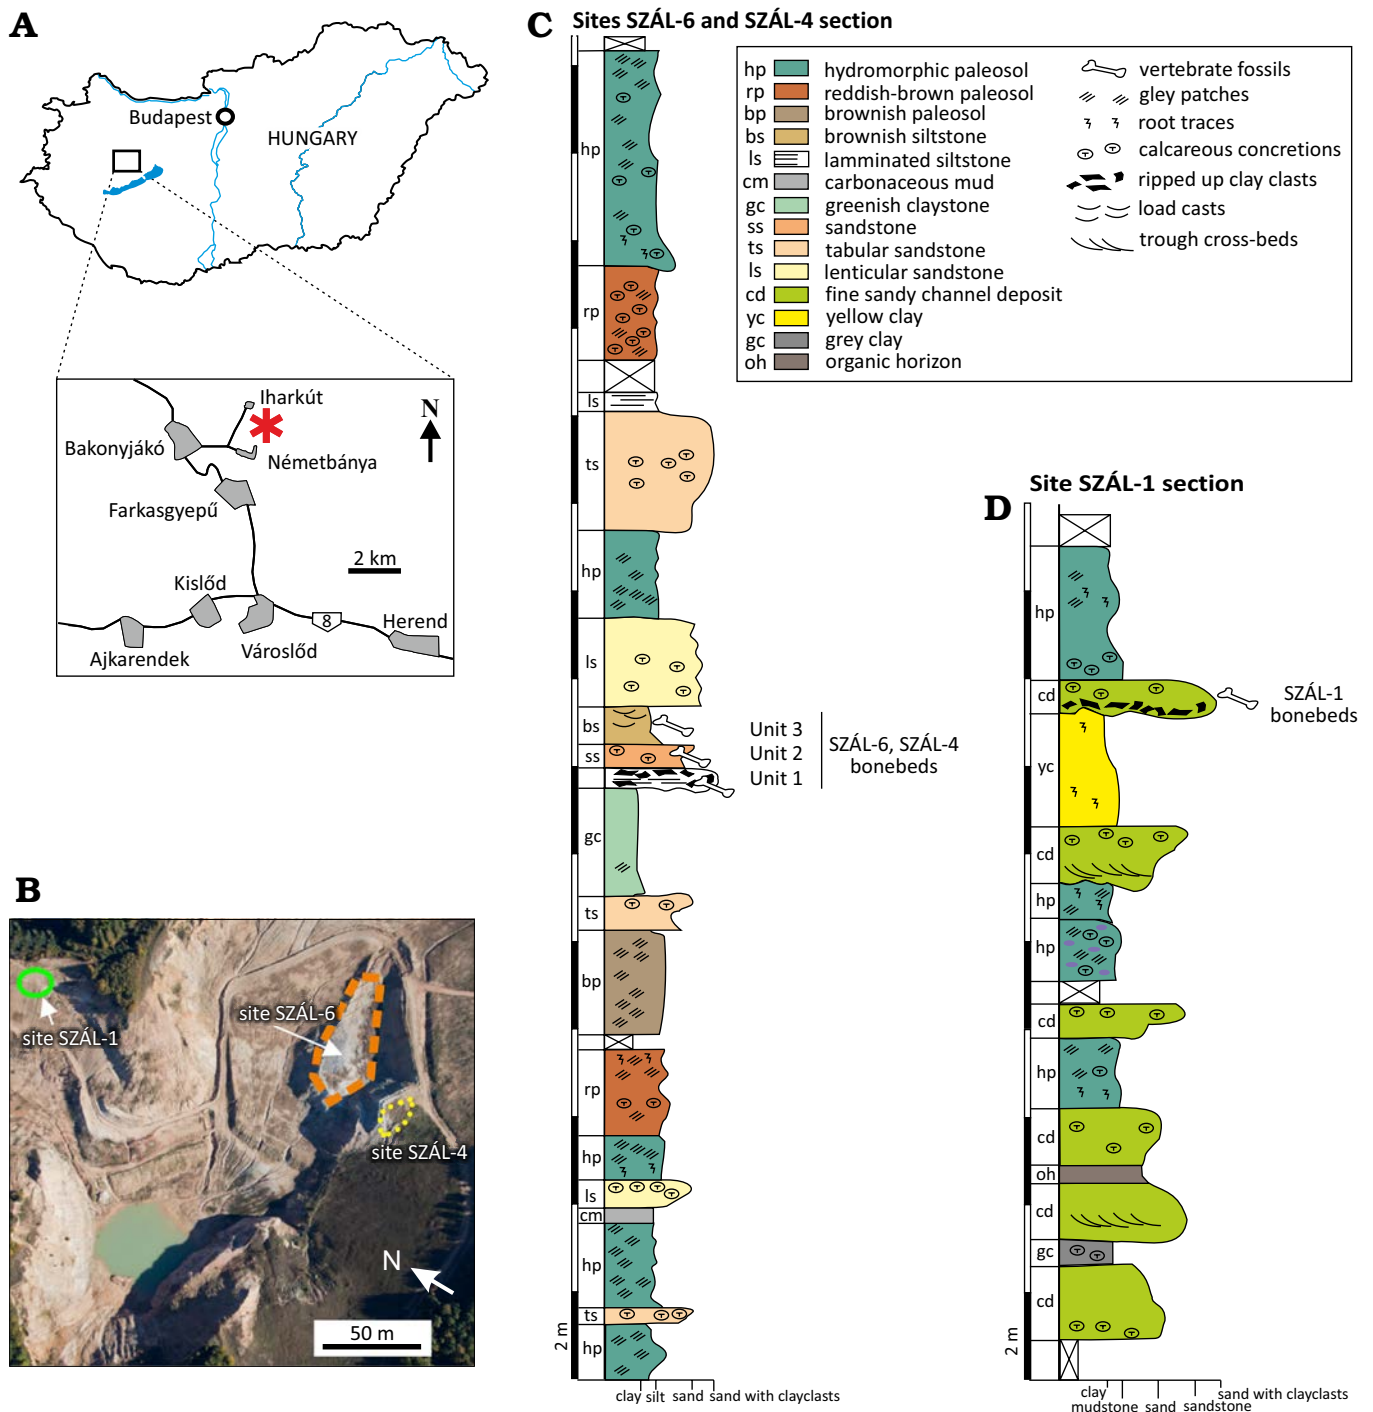 A
Budapest
HUNGARY
Iharkút
Bakonyjákó
Németbánya
N
Farkasgyepű
2 km
Kislőd
8
Herend
Ajkarendek
Városlőd
B
site SZÁL-1
site SZÁL-6
site SZÁL-4
N
50 m
C
Sites SZÁL-6 and SZÁL-4 section
hp hydromorphic paleosol
rp reddish-brown paleosol
bp brownish paleosol
bs brownish siltstone
ls lamminated siltstone
cm carbonaceous mud
gc greenish claystone
ss sandstone
ts tabular sandstone
ls lenticular sandstone
cd fine sandy channel deposit
yc yellow clay
gc grey clay
oh organic horizon
vertebrate fossils
gley patches
root traces
calcareous concretions
ripped up clay clasts
load casts
trough cross-beds
hp
rp
ls
ts
hp
ls
bs
ss
gc
ts
bp
rp
hp
ls
cm
hp
ts
hp
2 m
Unit 3
Unit 2
Unit 1
SZÁL-6, SZÁL-4
bonebeds
clay silt sand sand with clayclasts
D
Site SZÁL-1 section
hp
cd
yc
cd
hp
hp
cd
hp
cd
oh
cd
gc
cd
2 m
SZÁL-1
bonebeds
clay
mudstone
sand
sandstone
sand with clayclasts